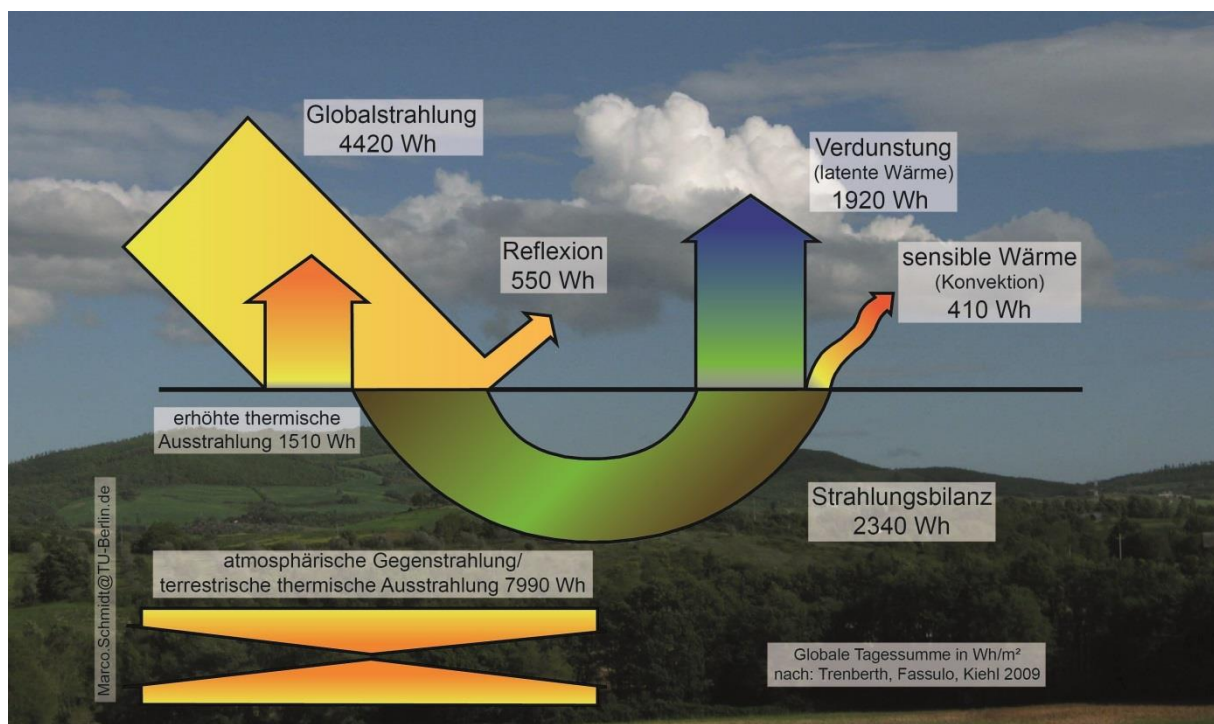 Globalstrahlung
4420 Wh
Verdunstung
(latente Wärme)
1920 Wh
Reflexion
550 Wh
sensible Wärme
(Konvektion)
410 Wh
erhöhte thermische
Ausstrahlung 1510 Wh
Strahlungsbilanz
2340 Wh
atmosphärische Gegenstrahlung/
terrestrische thermische Ausstrahlung 7990 Wh
Marco.Schmidt@TU-Berlin.de
Globale Tagessumme in Wh/m²
nach: Trenberth, Fassulo, Kiehl 2009